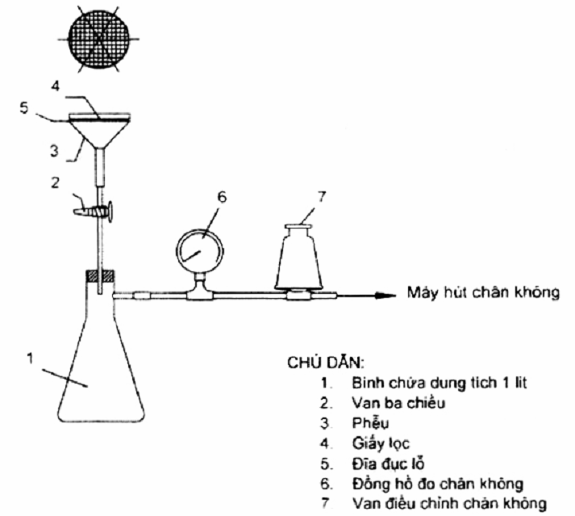 4
5
3
2
6
7
1
Máy hút chân không
CHÚ DẪN:
1. Bình chứa dung tích 1 lit
2. Van ba chiều
3 Phễu
4. Giấy lọc
5. Đĩa đục lỗ
6. Đồng hồ đo chân không
7 Van điều chỉnh chân không